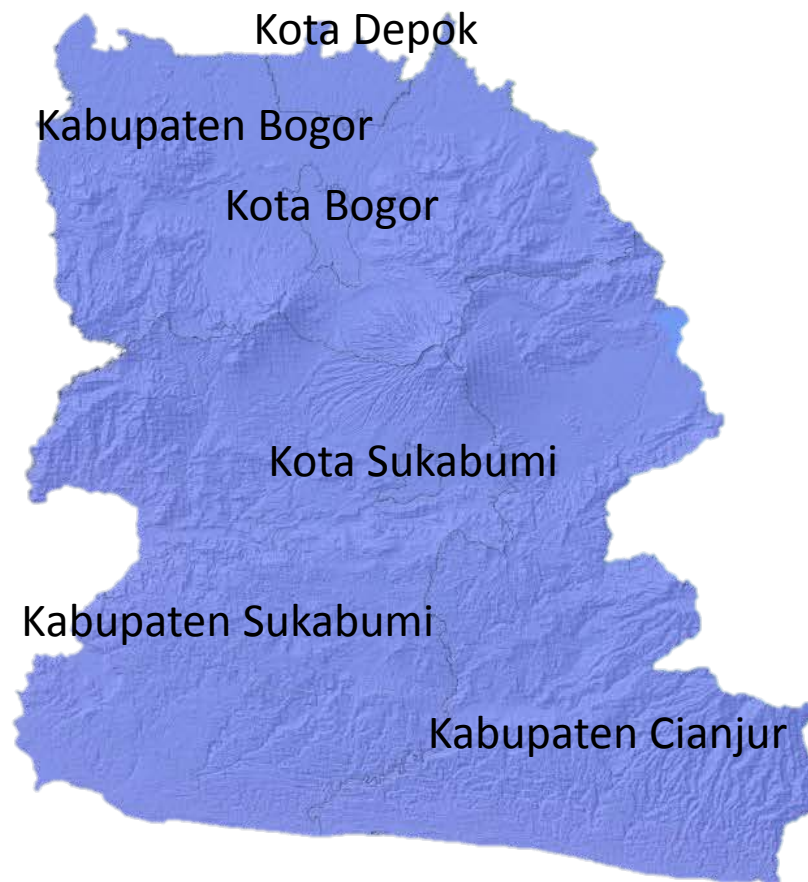 Kota Depok
Kabupaten Bogor
Kota Bogor
Kota Sukabumi
Kabupaten Sukabumi
Kabupaten Cianjur